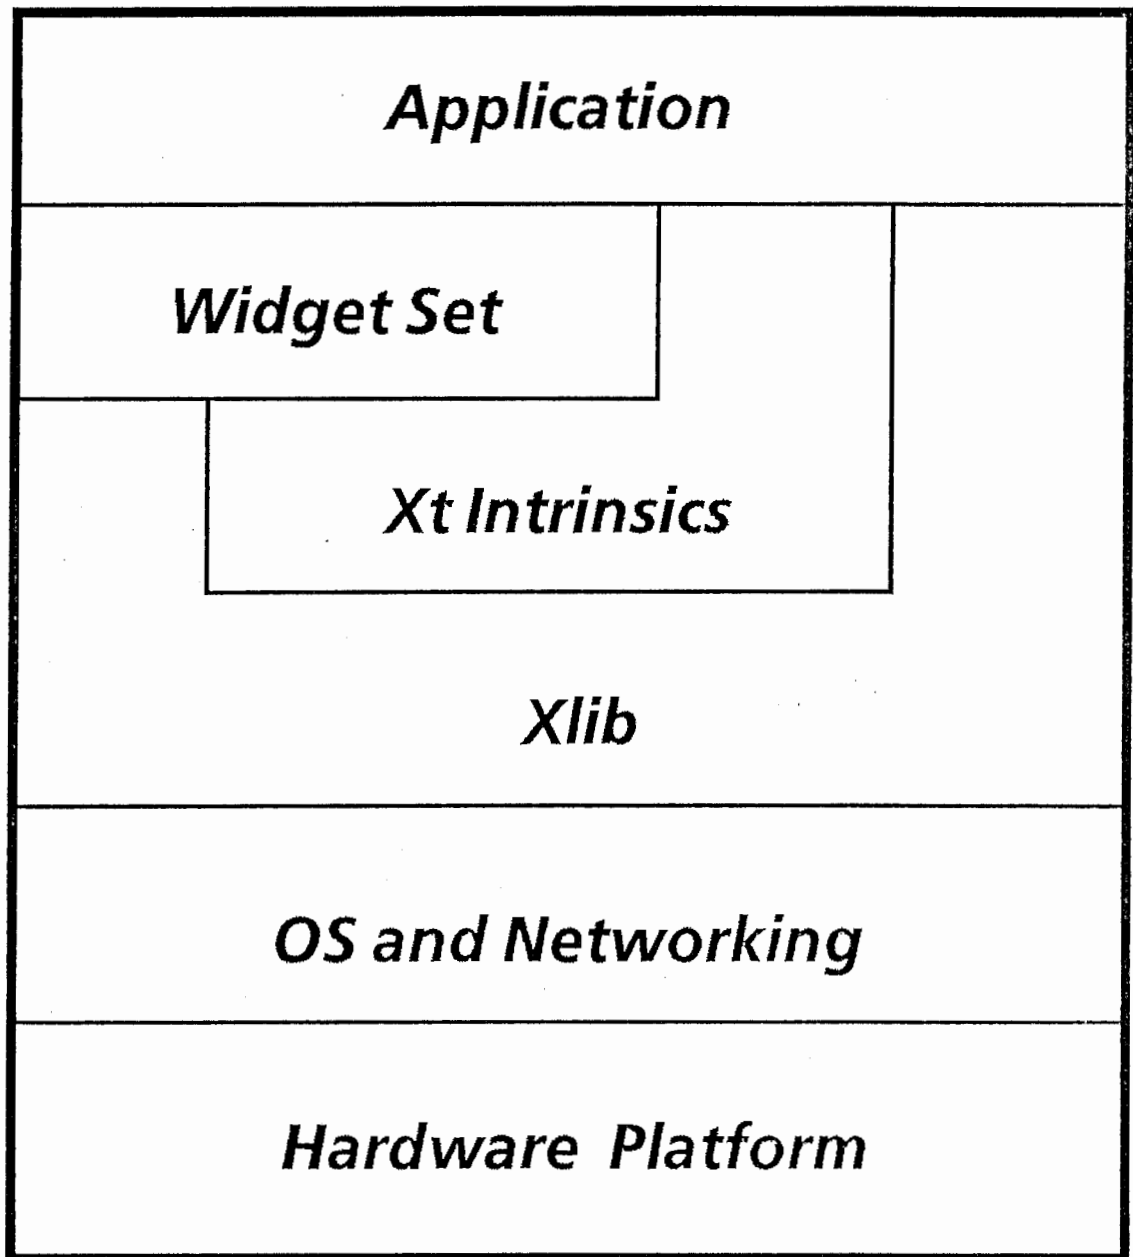 Application
Widget Set
Xt Intrinsics
Xlib
OS and Networking
Hardware Platform